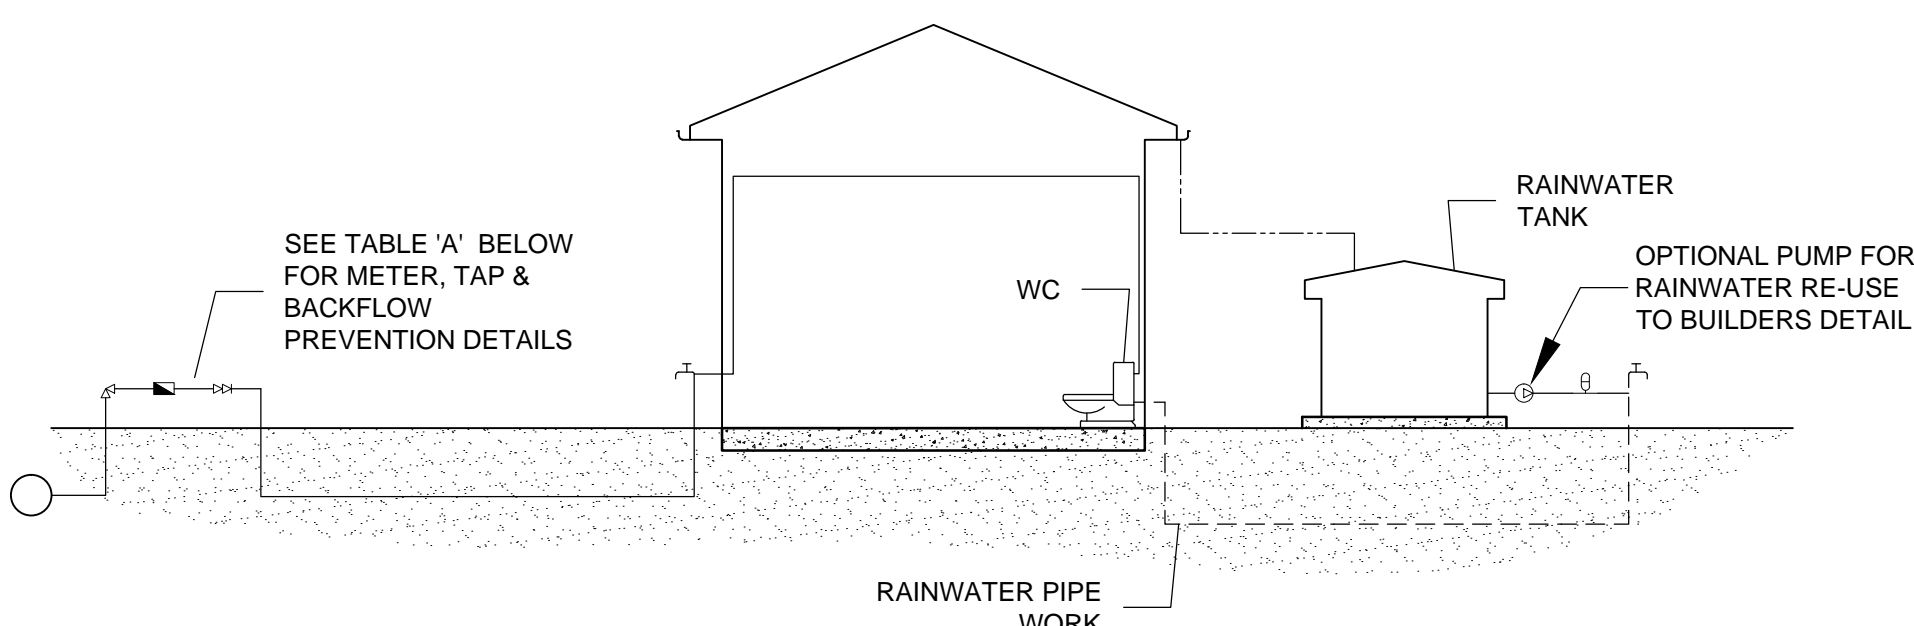 SEE TABLE 'A' BELOW
FOR METER, TAP &
BACKFLOW
PREVENTION DETAILS
WC
RAINWATER
TANK
OPTIONAL PUMP FOR
RAINWATER RE-USE
TO BUILDERS DETAIL
RAINWATER PIPE
WORK